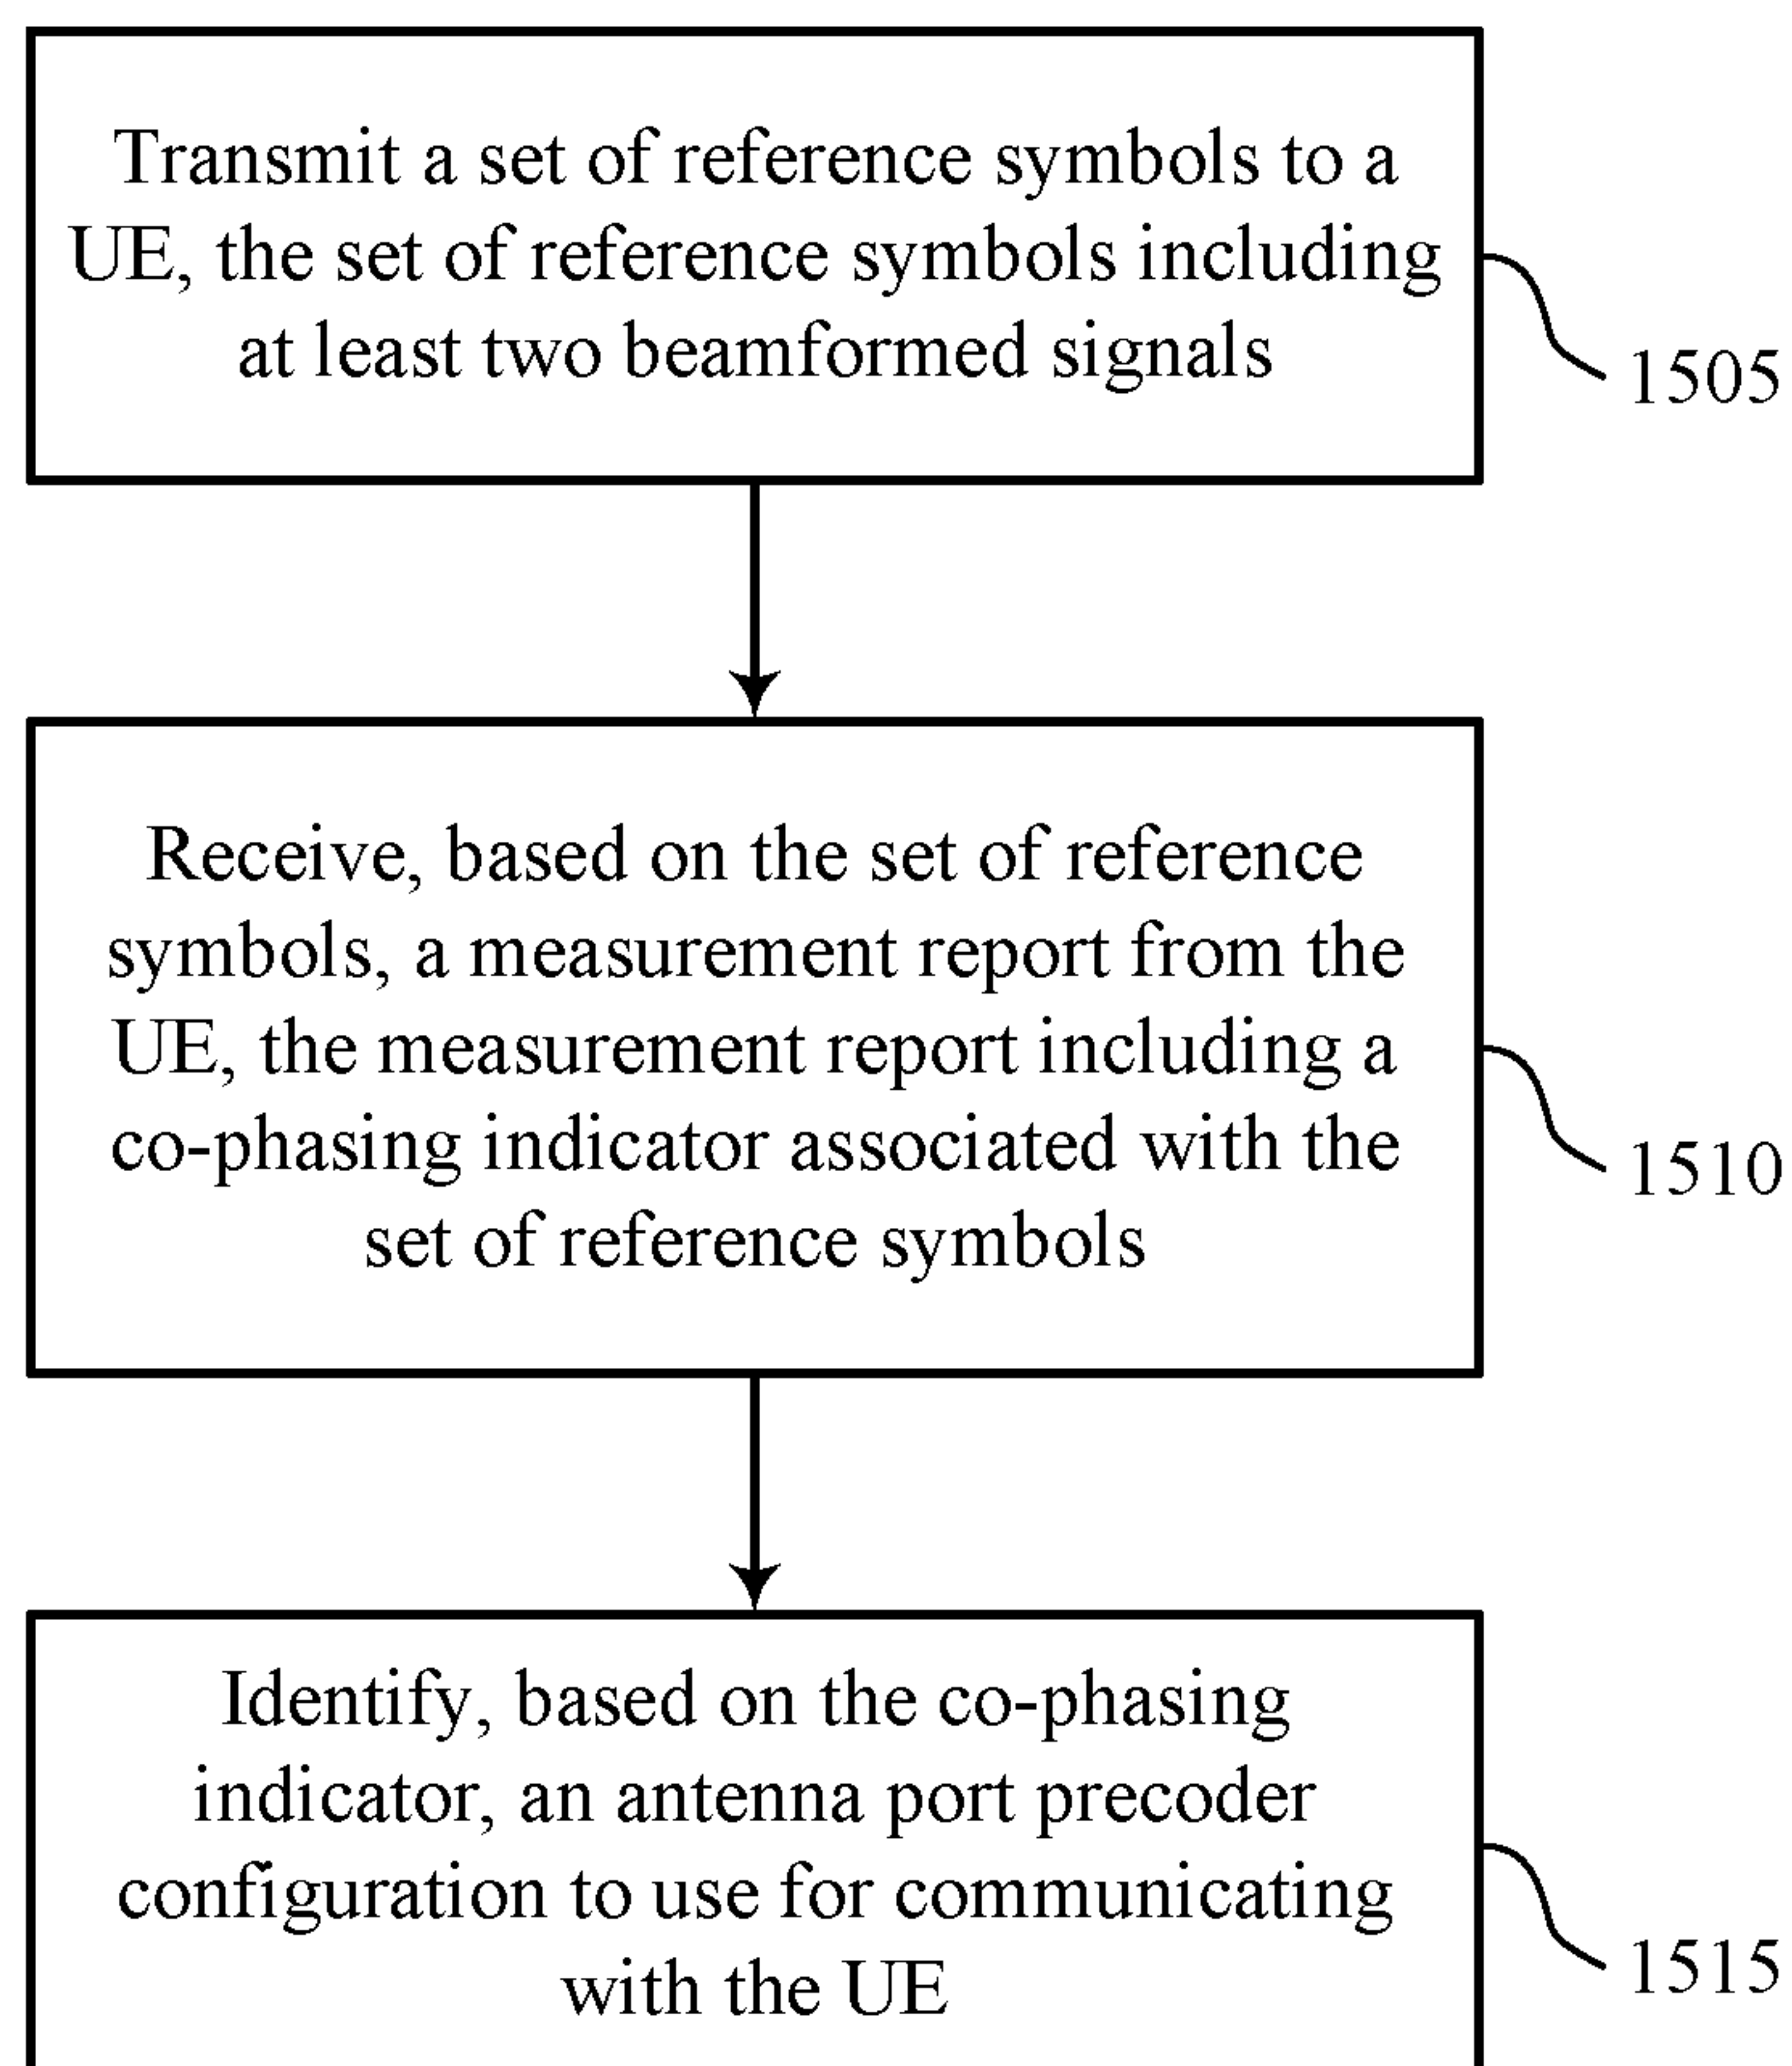 Transmit a set of reference symbols to a
UE, the set of reference symbols including
at least two beamformed signals
1505
Receive, based on the set of reference
symbols, a measurement report from the
UE, the measurement report including a
co-phasing indicator associated with the
set of reference symbols
1510
Identify, based on the co-phasing
indicator, an antenna port precoder
configuration to use for communicating
with the UE
1515